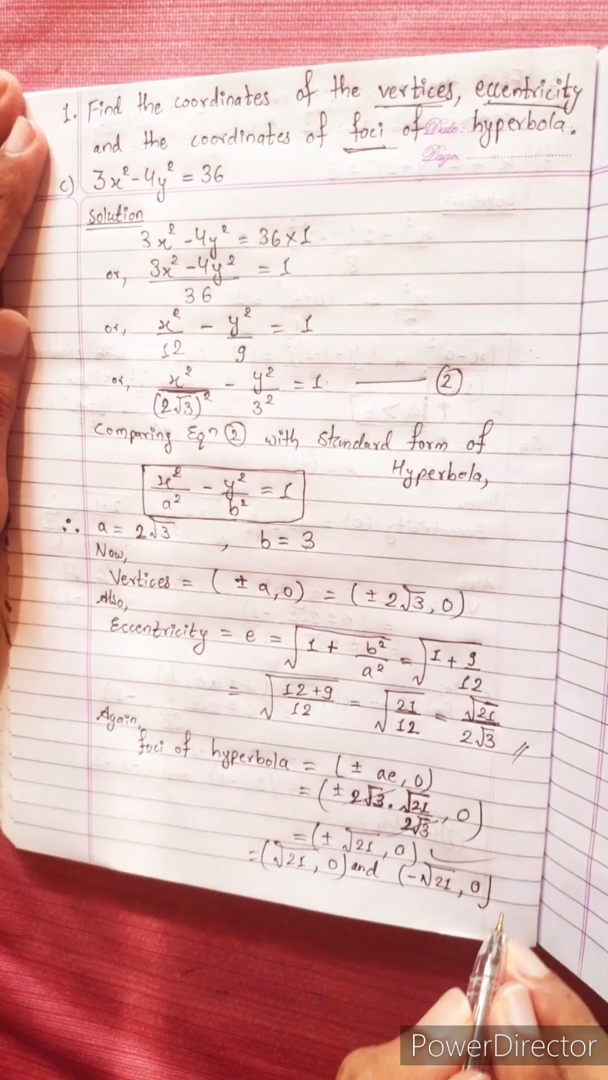 1. Find the coordinates of the vertices, eccentricity
and the coordinates of foci of hyperbola.
Date:
Page:
c) 3x² - 4y² = 36
Solution
3x² - 4y² = 36×1
or, (3x² - 4y²)/36 = 1
or, x²/12 - y²/9 = 1
or, x²/(2√3)² - y²/3² = 1 ——— ②
Comparing Eqn ② with standard form of
Hyperbola,
x²/a² - y²/b² = 1
∴ a = 2√3 , b = 3
Now,
Vertices = (± a, 0) = (± 2√3, 0)
Also,
Eccentricity = e = √(1 + b²/a²) = √(1 + 9/12)
= √((12+9)/12) = √(21/12) = √21/2√3 //
Again,
foci of hyperbola = (± ae, 0)
= (± 2√3 · √21/2√3, 0)
= (± √21, 0)
= (√21, 0) and (-√21, 0)
PowerDirector